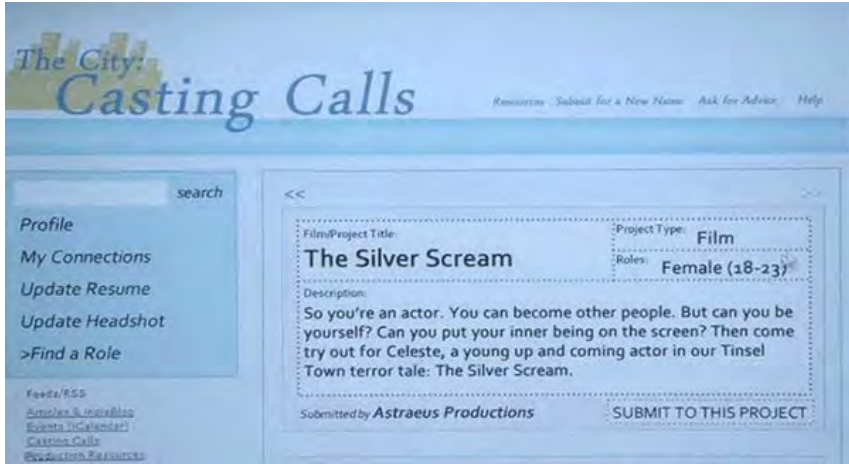 The City:
Casting Calls
Resources Submit for a New Name Ask for Advice Help
search
<< >>
Profile
My Connections
Update Resume
Update Headshot
>Find a Role
Film/Project Title:
The Silver Scream
Project Type: Film
Roles: Female (18-23)
Description:
So you're an actor. You can become other people. But can you be
yourself? Can you put your inner being on the screen? Then come
try out for Celeste, a young up and coming actor in our Tinsel
Town terror tale: The Silver Scream.
Submitted by Astraeus Productions
SUBMIT TO THIS PROJECT
Feeds/RSS
Articles & IndieBlog
Events (iCalendar)
Casting Calls
Production Resources